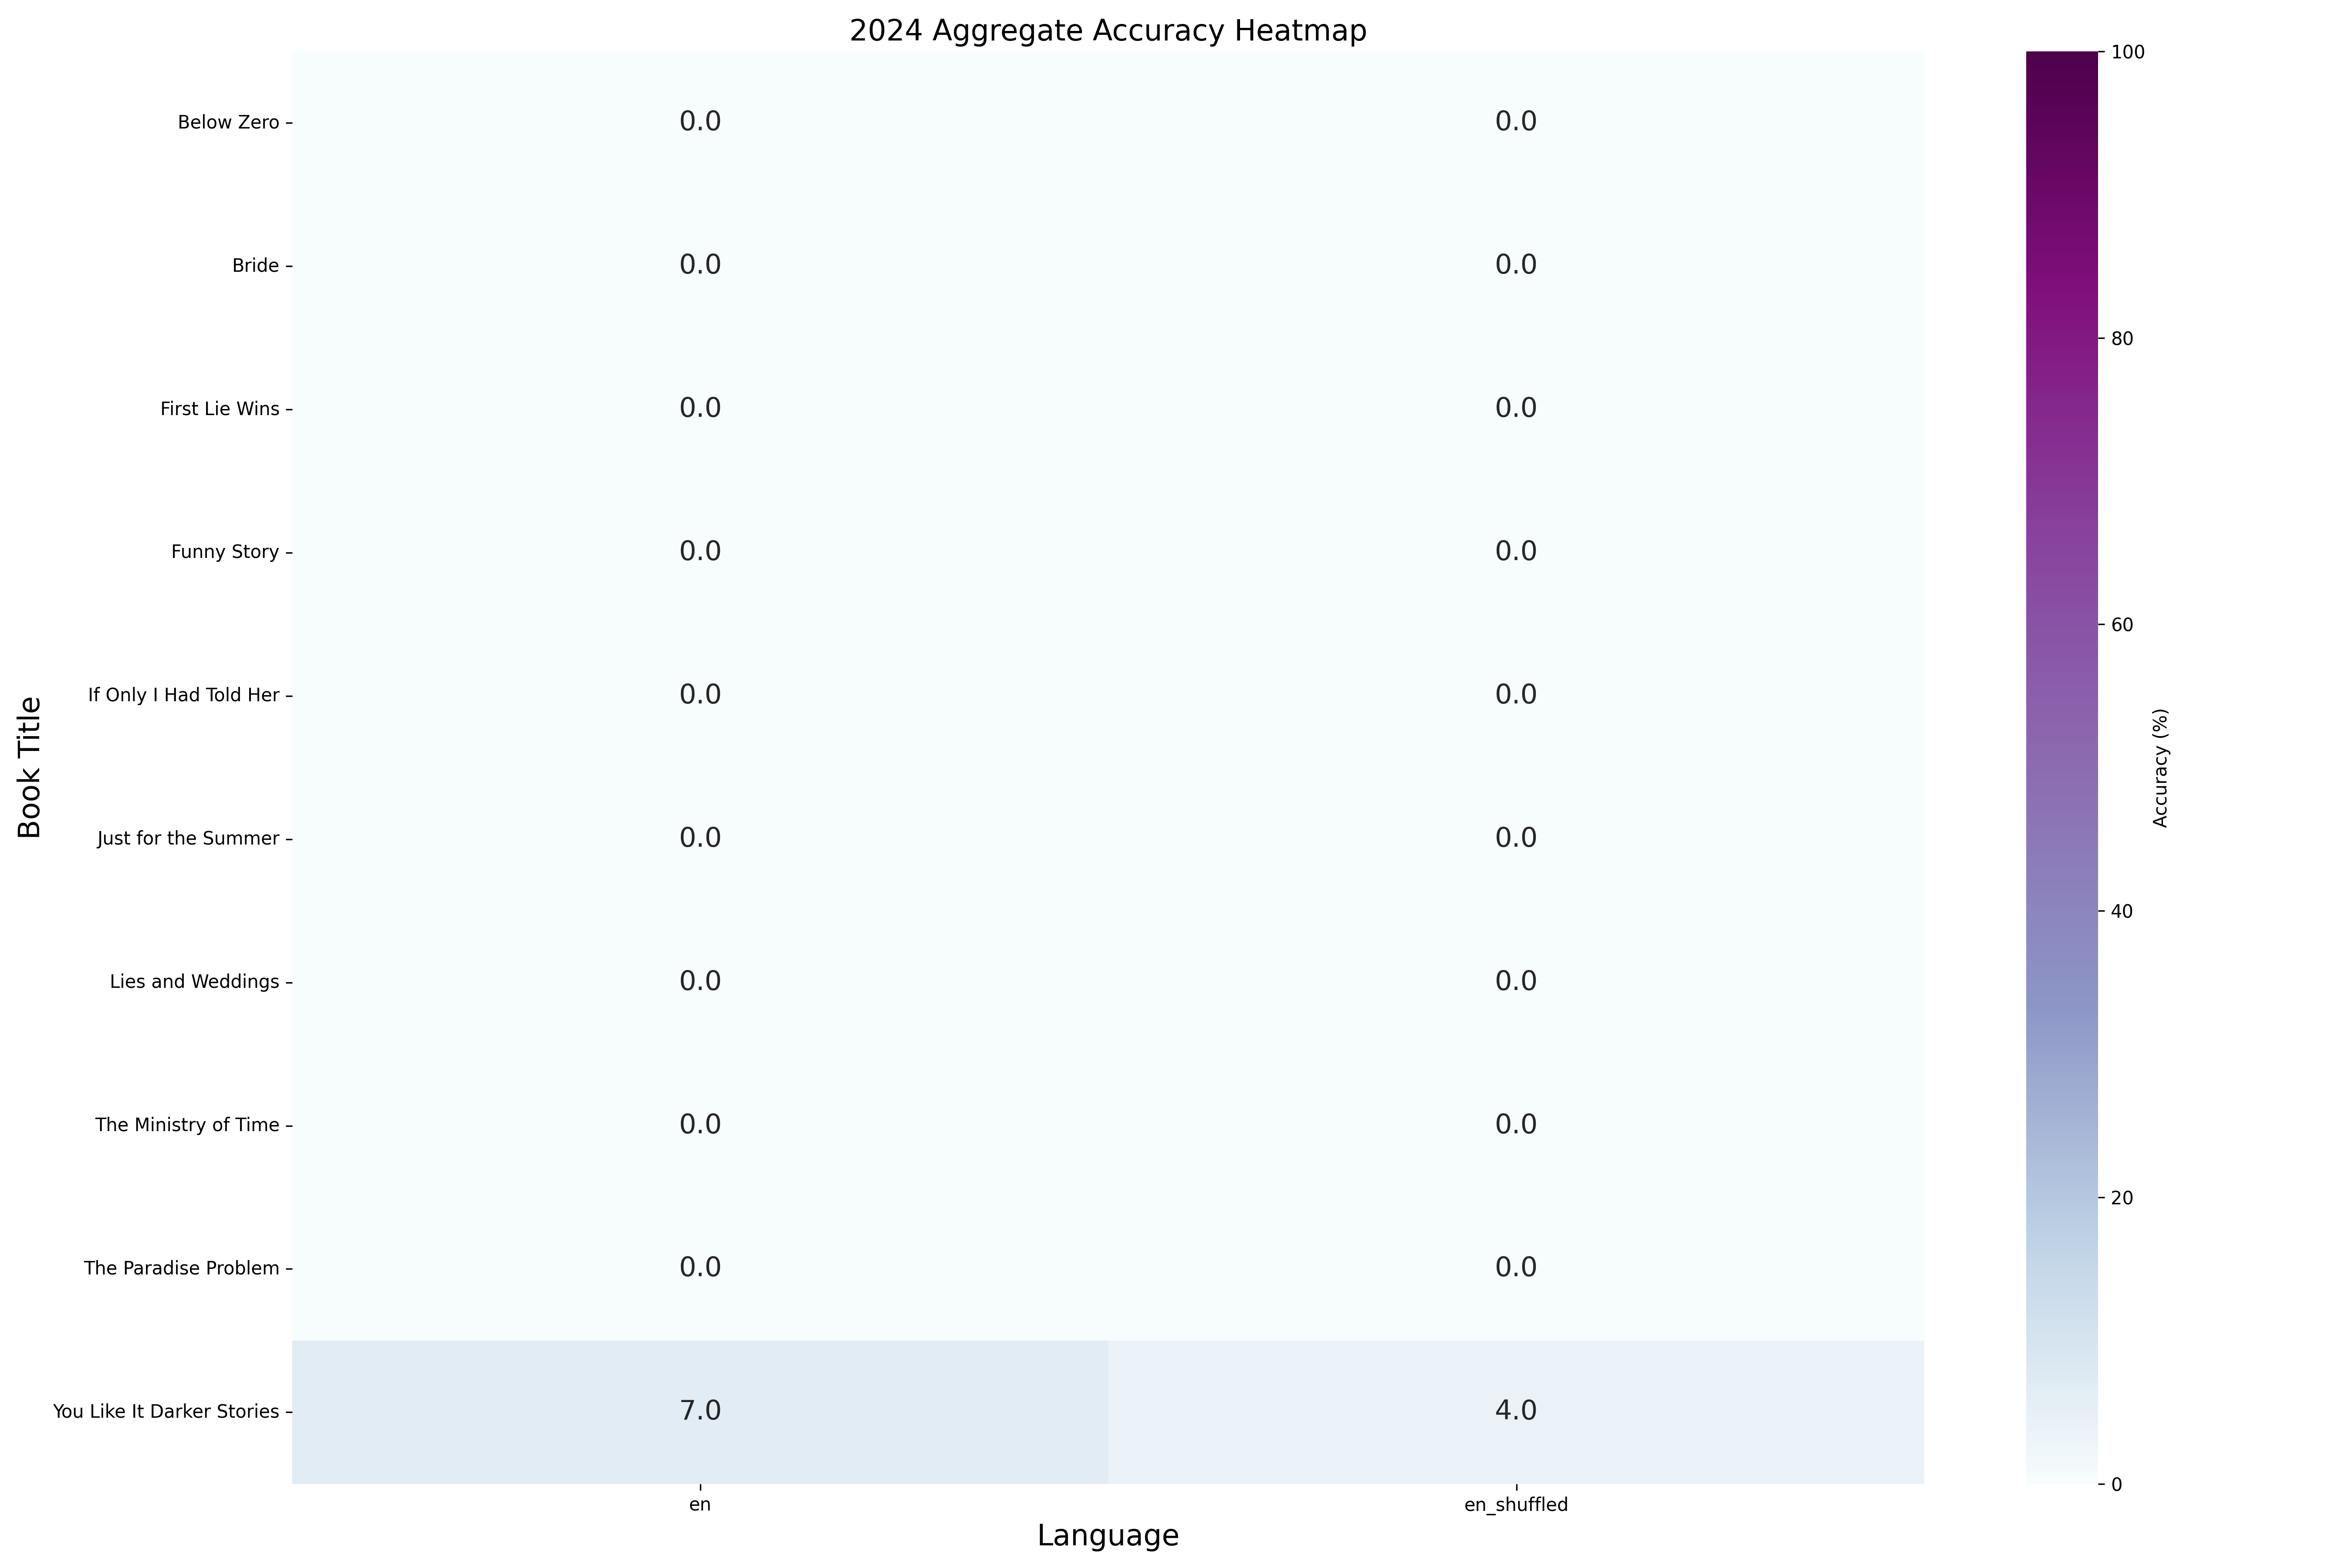 2024 Aggregate Accuracy Heatmap
Below Zero 0.0 0.0
Bride 0.0 0.0
First Lie Wins 0.0 0.0
Funny Story 0.0 0.0
If Only I Had Told Her 0.0 0.0
Just for the Summer 0.0 0.0
Lies and Weddings 0.0 0.0
The Ministry of Time 0.0 0.0
The Paradise Problem 0.0 0.0
You Like It Darker Stories 7.0 4.0
en en_shuffled
Language
Book Title
100
80
60
40
20
0
Accuracy (%)